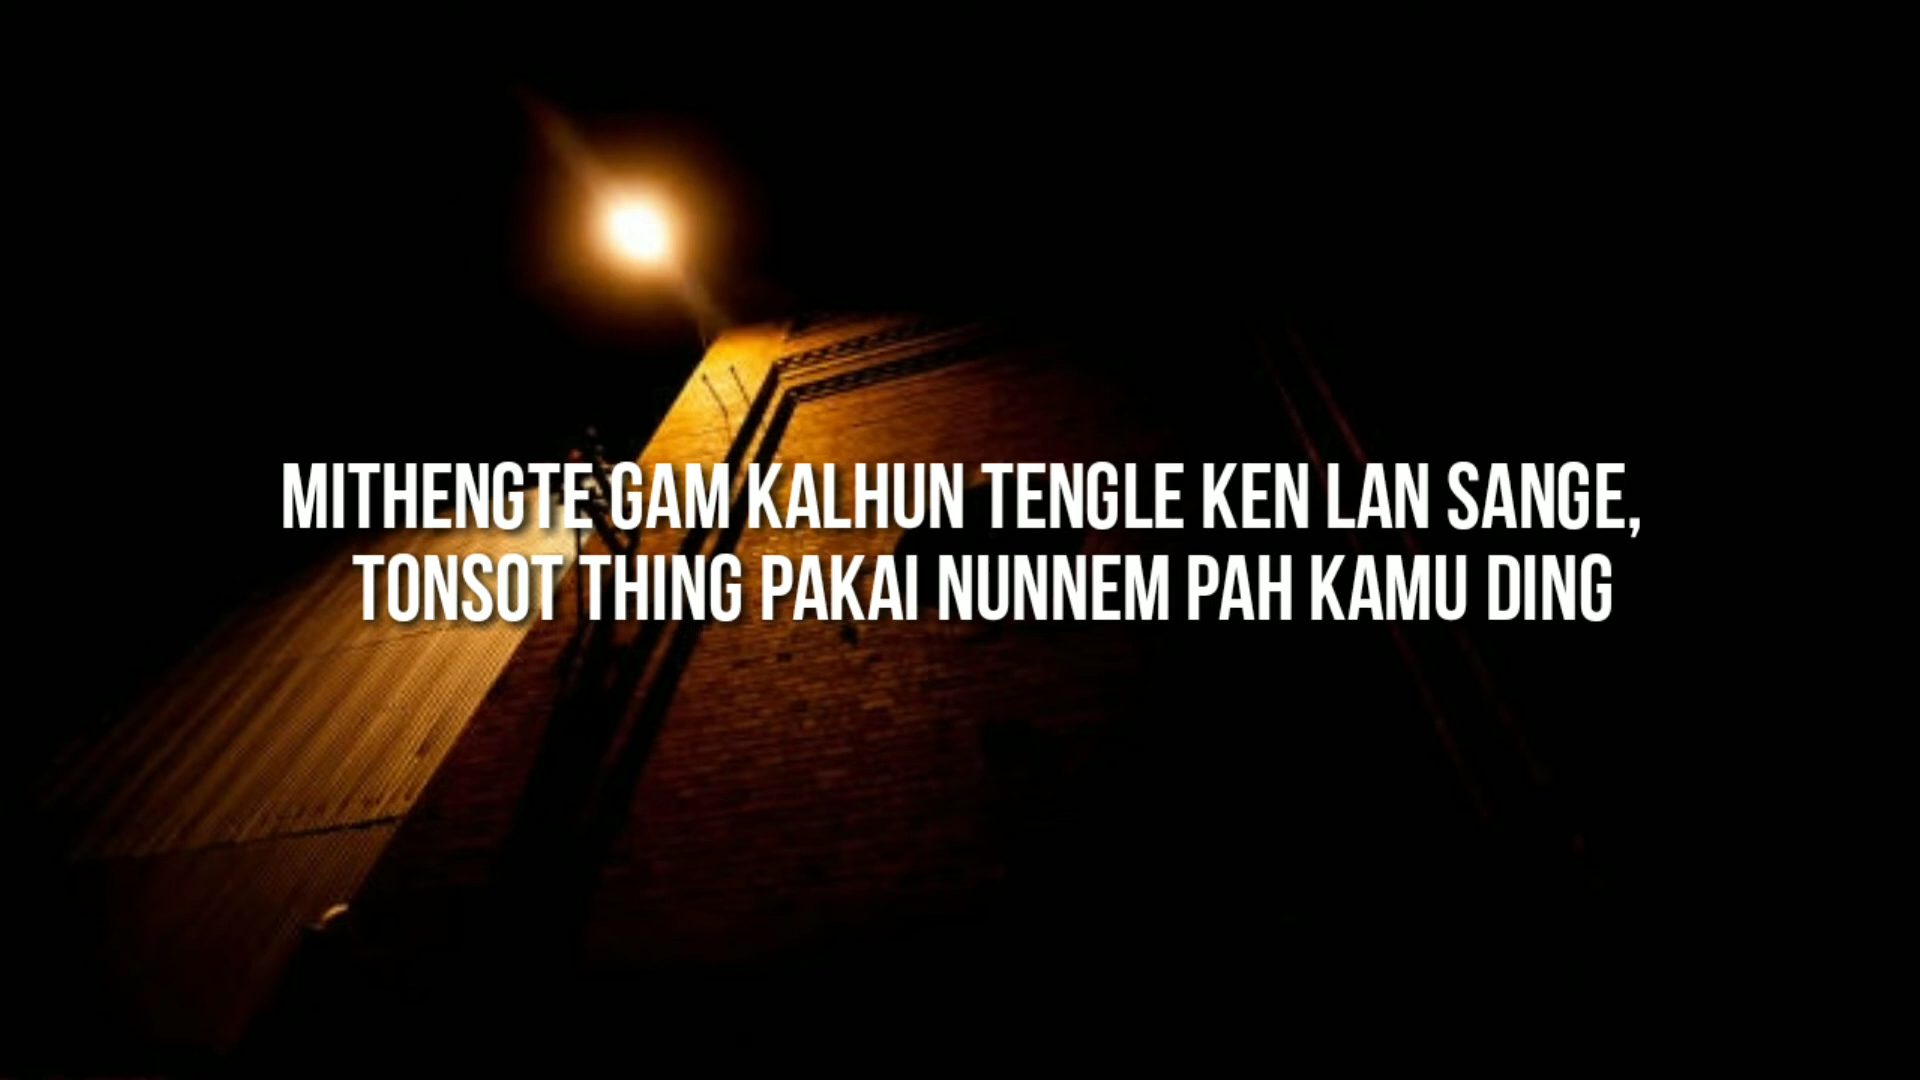 MITHENGTE GAM KALHUN TENGLE KEN LAN SANGE,
TONSOT THING PAKAI NUNNEM PAH KAMU DING